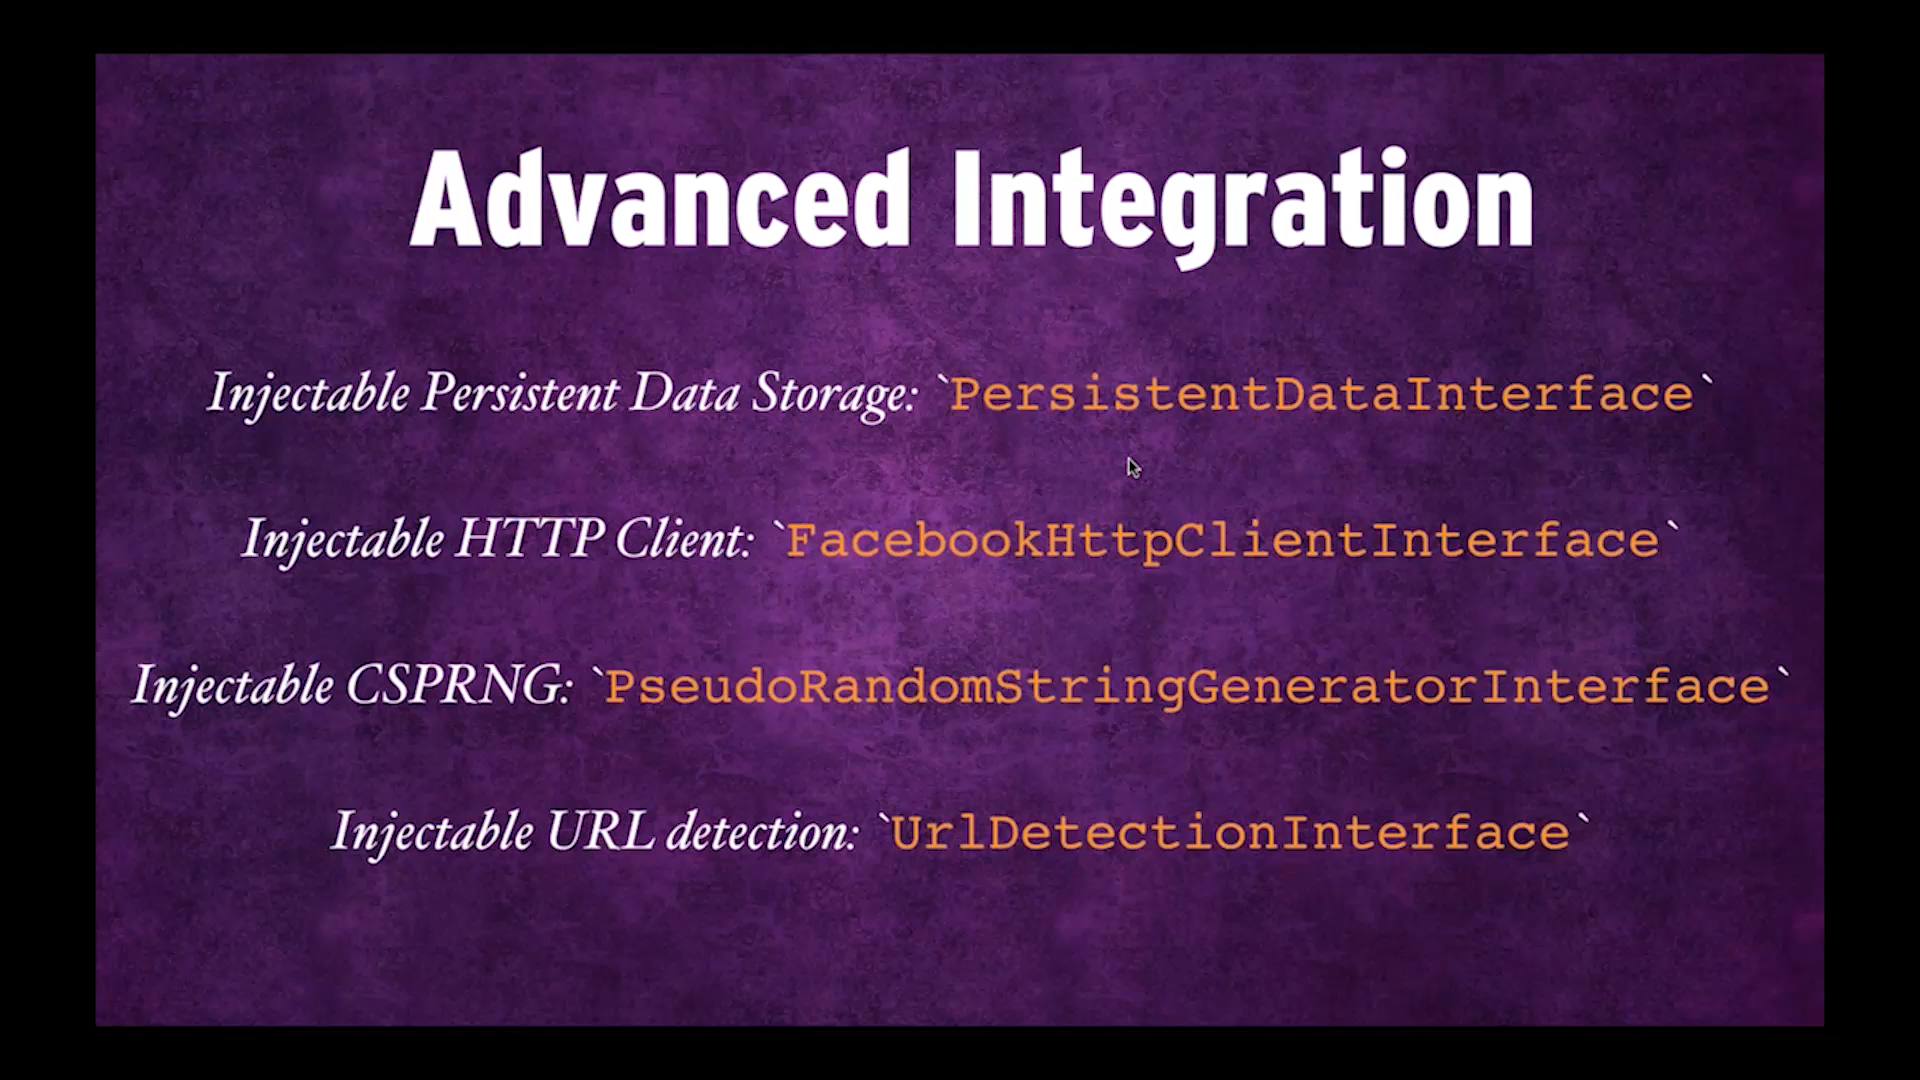 Advanced Integration
Injectable Persistent Data Storage: `PersistentDataInterface`
Injectable HTTP Client: `FacebookHttpClientInterface`
Injectable CSPRNG: `PseudoRandomStringGeneratorInterface`
Injectable URL detection: `UrlDetectionInterface`